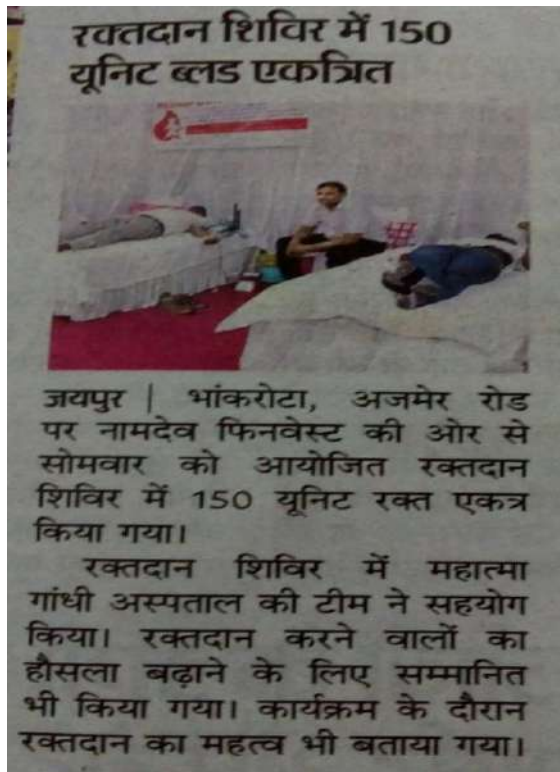 रक्तदान शिविर में 150
यूनिट ब्लड एकत्रित
जयपुर | भांकरोटा, अजमेर रोड
पर नामदेव फिनवेस्ट की ओर से
सोमवार को आयोजित रक्तदान
शिविर में 150 यूनिट रक्त एकत्र
किया गया।
रक्तदान शिविर में महात्मा
गांधी अस्पताल की टीम ने सहयोग
किया। रक्तदान करने वालों का
हौसला बढ़ाने के लिए सम्मानित
भी किया गया। कार्यक्रम के दौरान
रक्तदान का महत्व भी बताया गया।